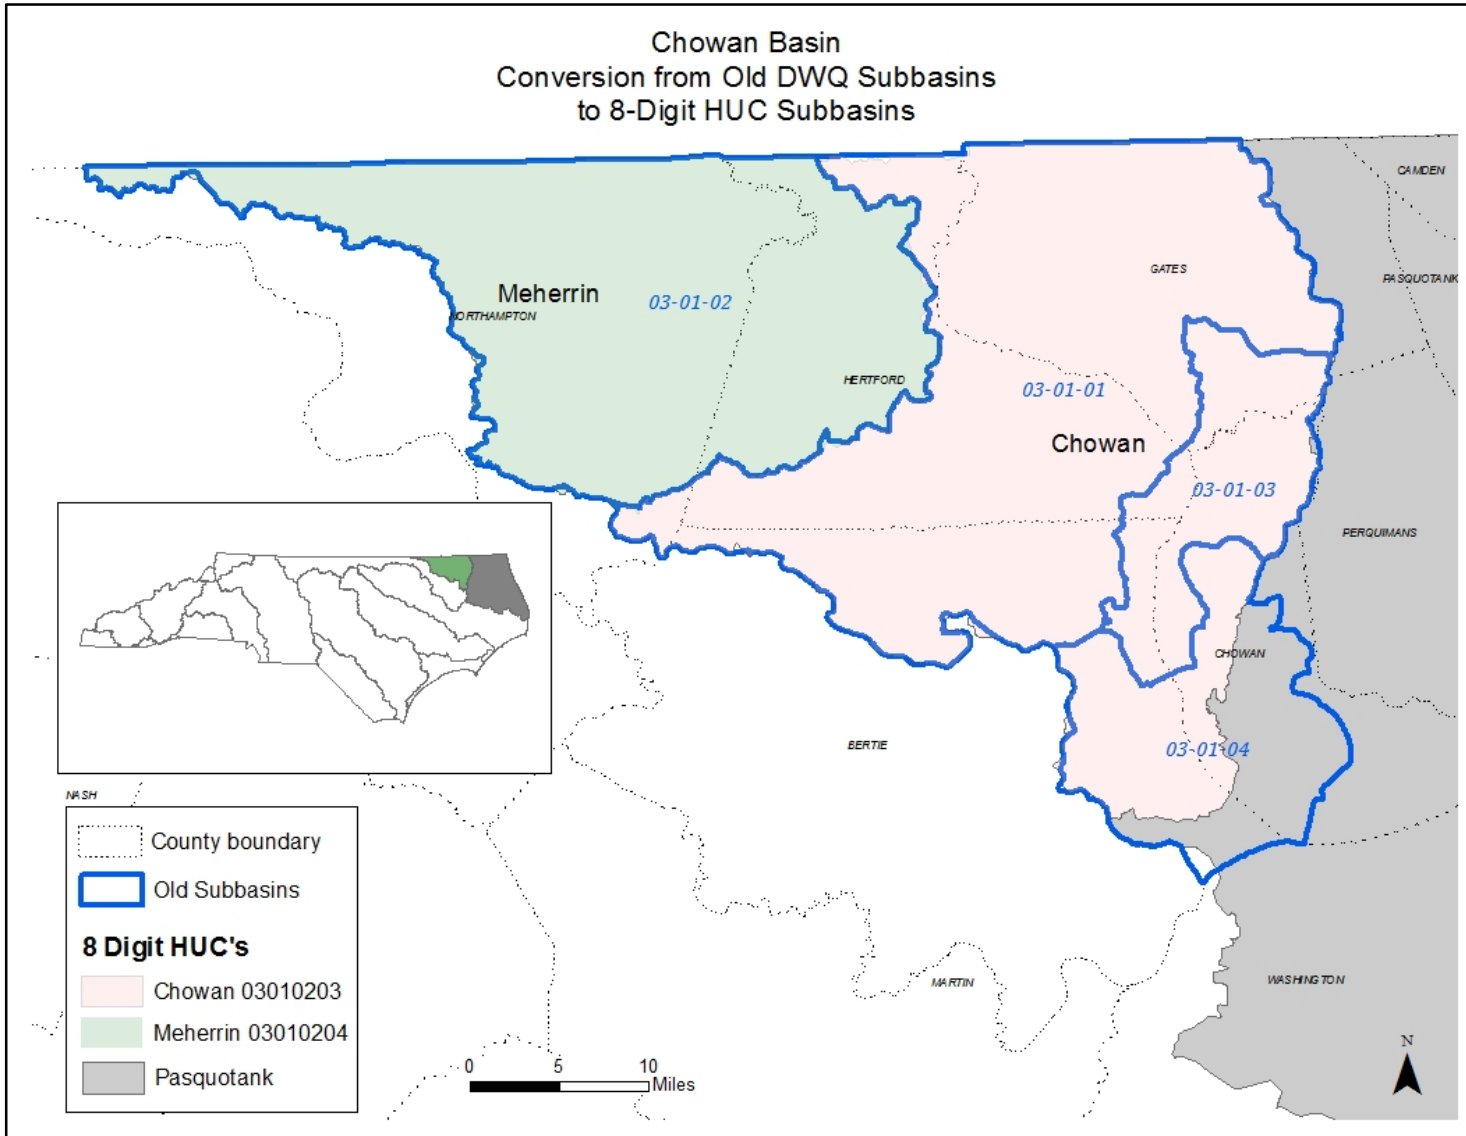 Chowan Basin
Conversion from Old DWQ Subbasins
to 8-Digit HUC Subbasins
CAMDEN
GATES
PASQUOTANK
Meherrin
03-01-02
NORTHAMPTON
HERTFORD
03-01-01
Chowan
03-01-03
PERQUIMANS
CHOWAN
BERTIE
03-01-04
NASH
County boundary
Old Subbasins
8 Digit HUC's
Chowan 03010203
MARTIN
WASHINGTON
Meherrin 03010204
Pasquotank
0 5 10
Miles
N